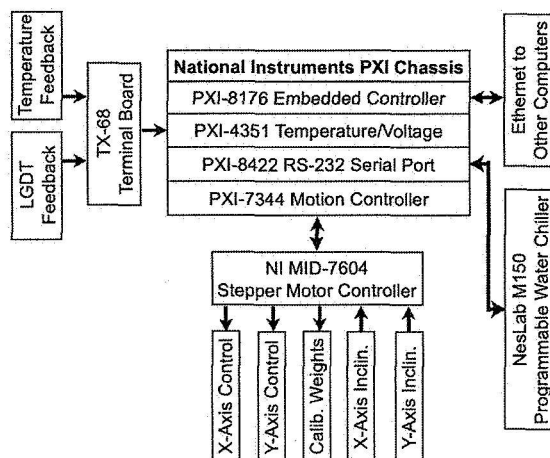 Temperature
Feedback
LGDT
Feedback
TX-68
Terminal Board
National Instruments PXI Chassis
PXI-8176 Embedded Controller
PXI-4351 Temperature/Voltage
PXI-8422 RS-232 Serial Port
PXI-7344 Motion Controller
Ethernet to
Other Computers
NesLab M150
Programmable Water Chiller
NI MID-7604
Stepper Motor Controller
X-Axis Control
Y-Axis Control
Calib. Weights
X-Axis Inclin.
Y-Axis Inclin.